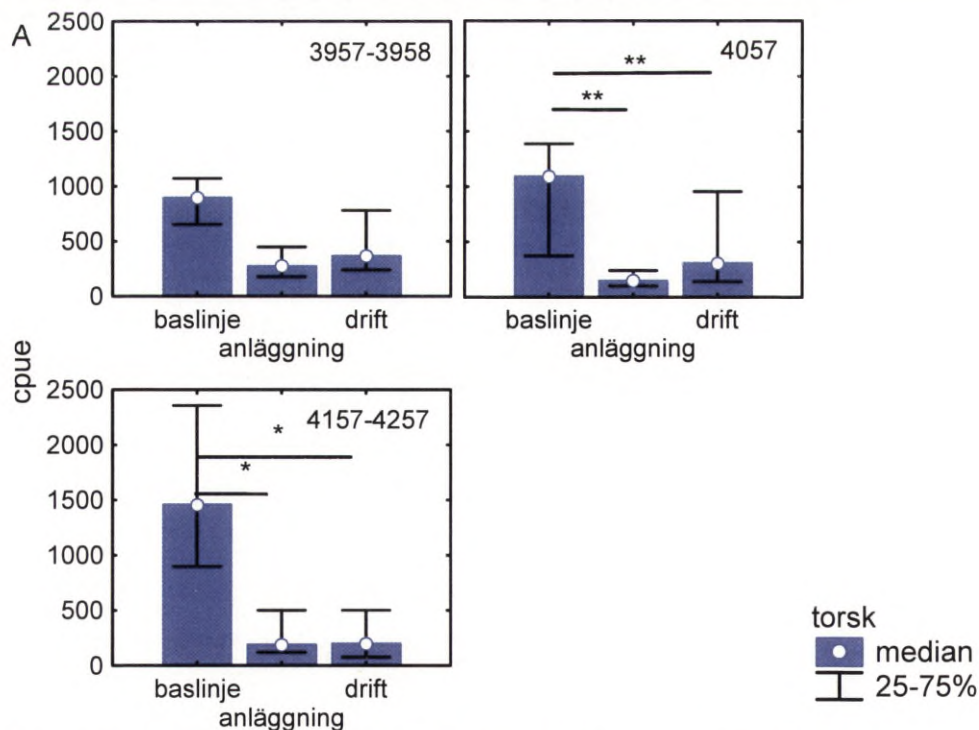 A
2500
2000
1500
1000
500
0
3957-3958
baslinje
drift
anläggning
4057
**
**
baslinje
drift
anläggning
cpue
2500
2000
1500
1000
500
0
4157-4257
*
*
baslinje
drift
anläggning
torsk
median
25-75%